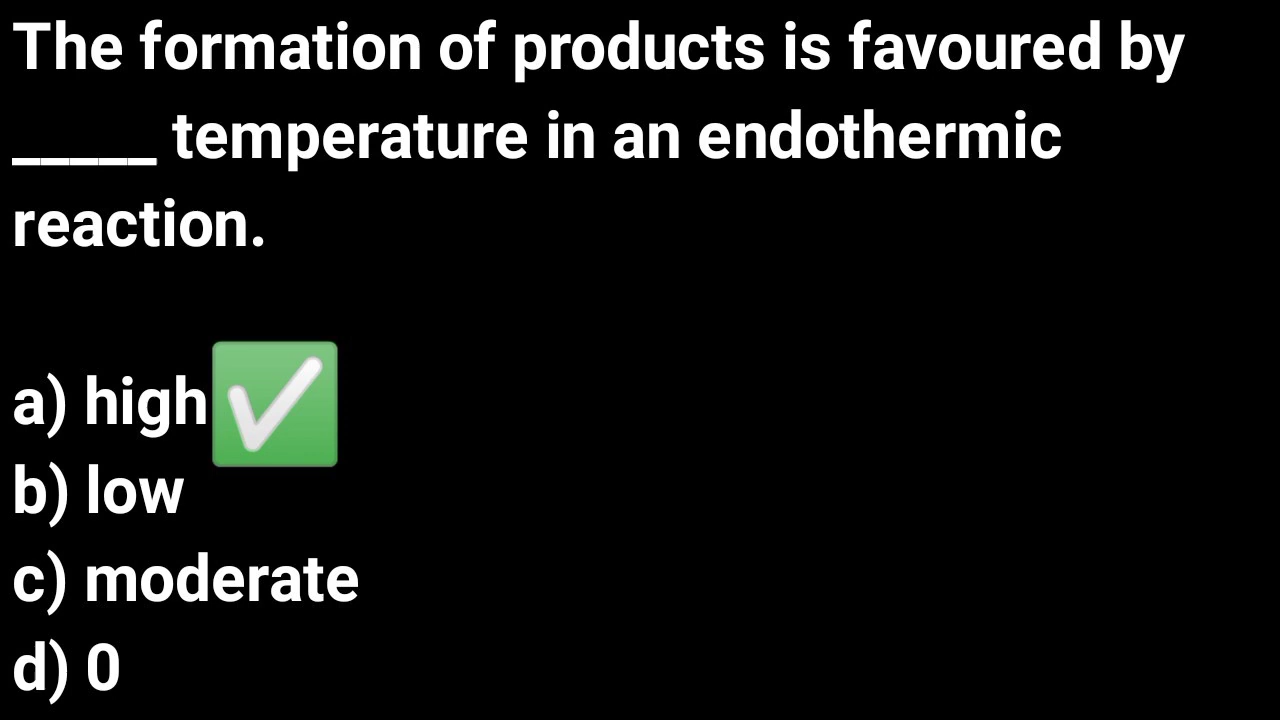 The formation of products is favoured by
_____ temperature in an endothermic
reaction.
a) high✅
b) low
c) moderate
d) 0